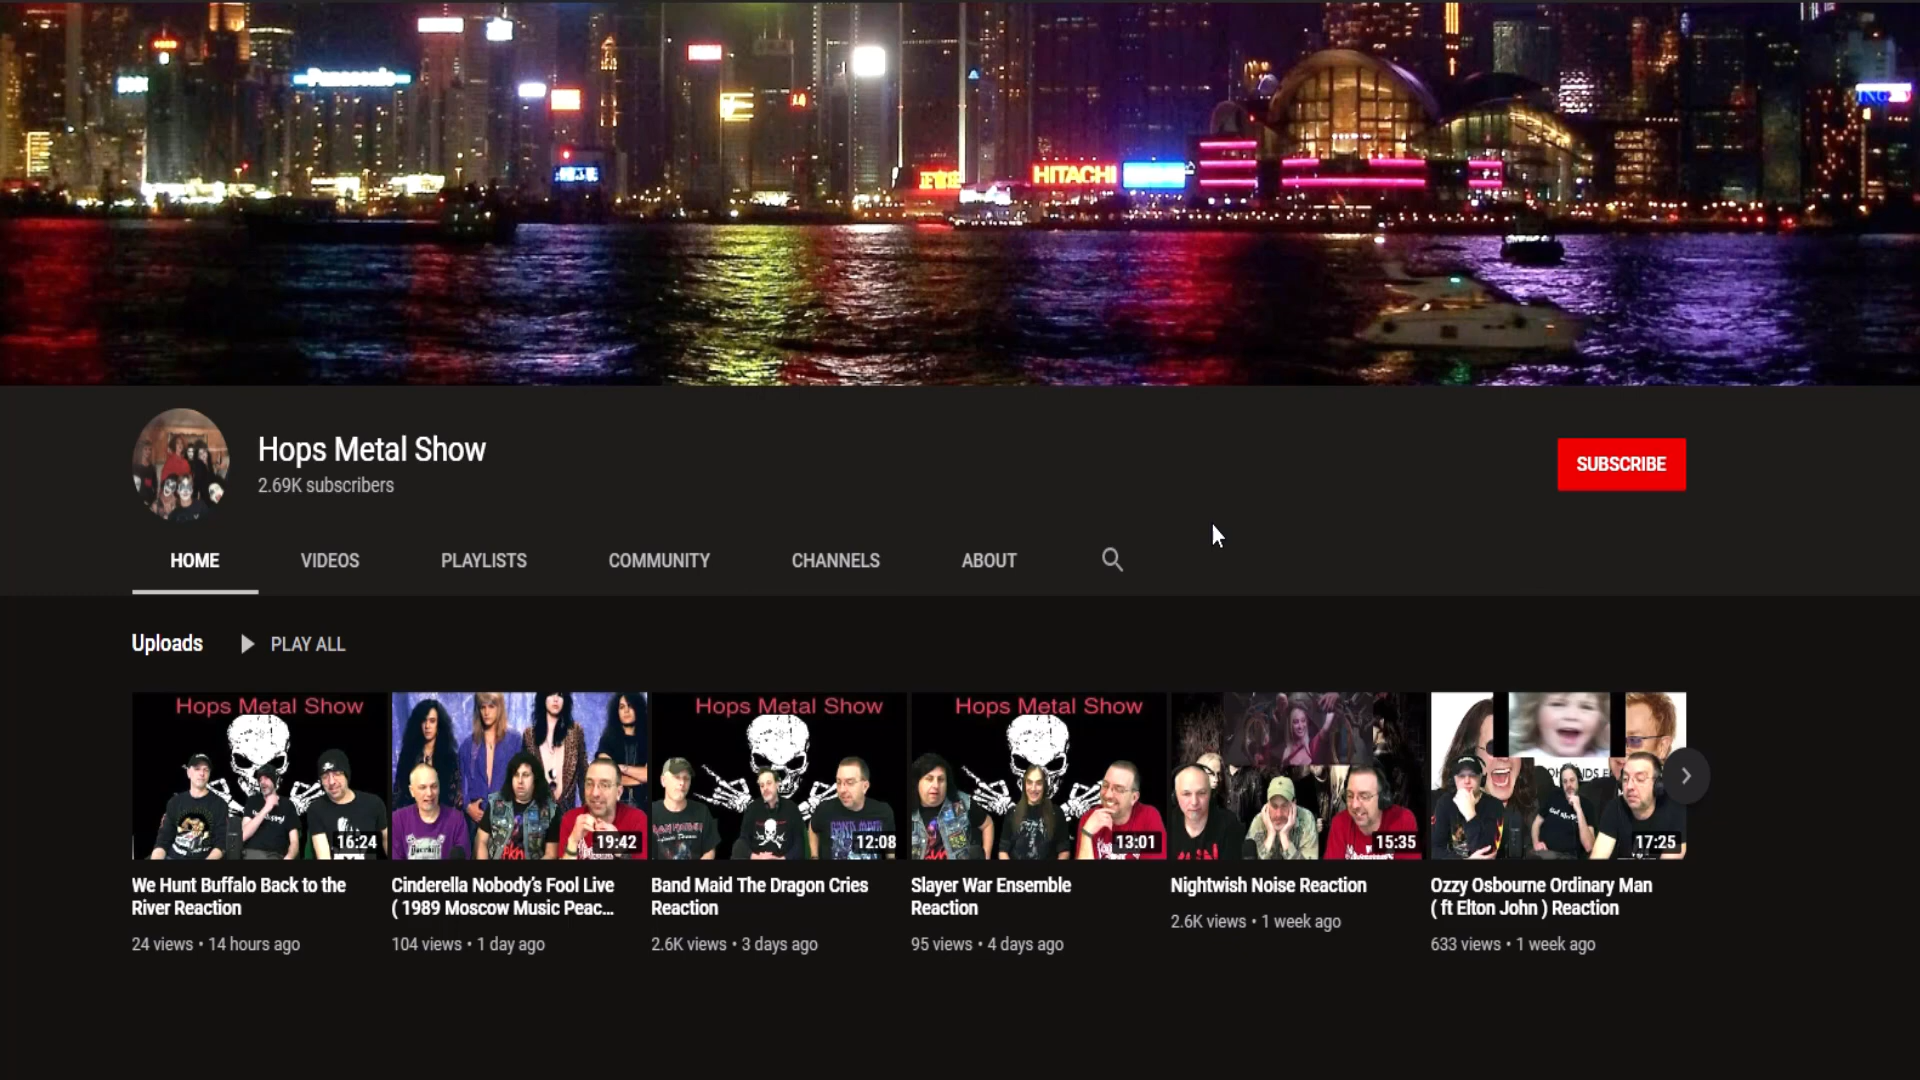 Panasonic
HITACHI
ING
Hops Metal Show
2.69K subscribers
SUBSCRIBE
HOME
VIDEOS
PLAYLISTS
COMMUNITY
CHANNELS
ABOUT
Uploads
PLAY ALL
Hops Metal Show
16:24
19:42
Hops Metal Show
12:08
Hops Metal Show
13:01
15:35
17:25
We Hunt Buffalo Back to the
River Reaction
24 views • 14 hours ago
Cinderella Nobody's Fool Live
( 1989 Moscow Music Peac...
104 views • 1 day ago
Band Maid The Dragon Cries
Reaction
2.6K views • 3 days ago
Slayer War Ensemble
Reaction
95 views • 4 days ago
Nightwish Noise Reaction
2.6K views • 1 week ago
Ozzy Osbourne Ordinary Man
( ft Elton John ) Reaction
633 views • 1 week ago